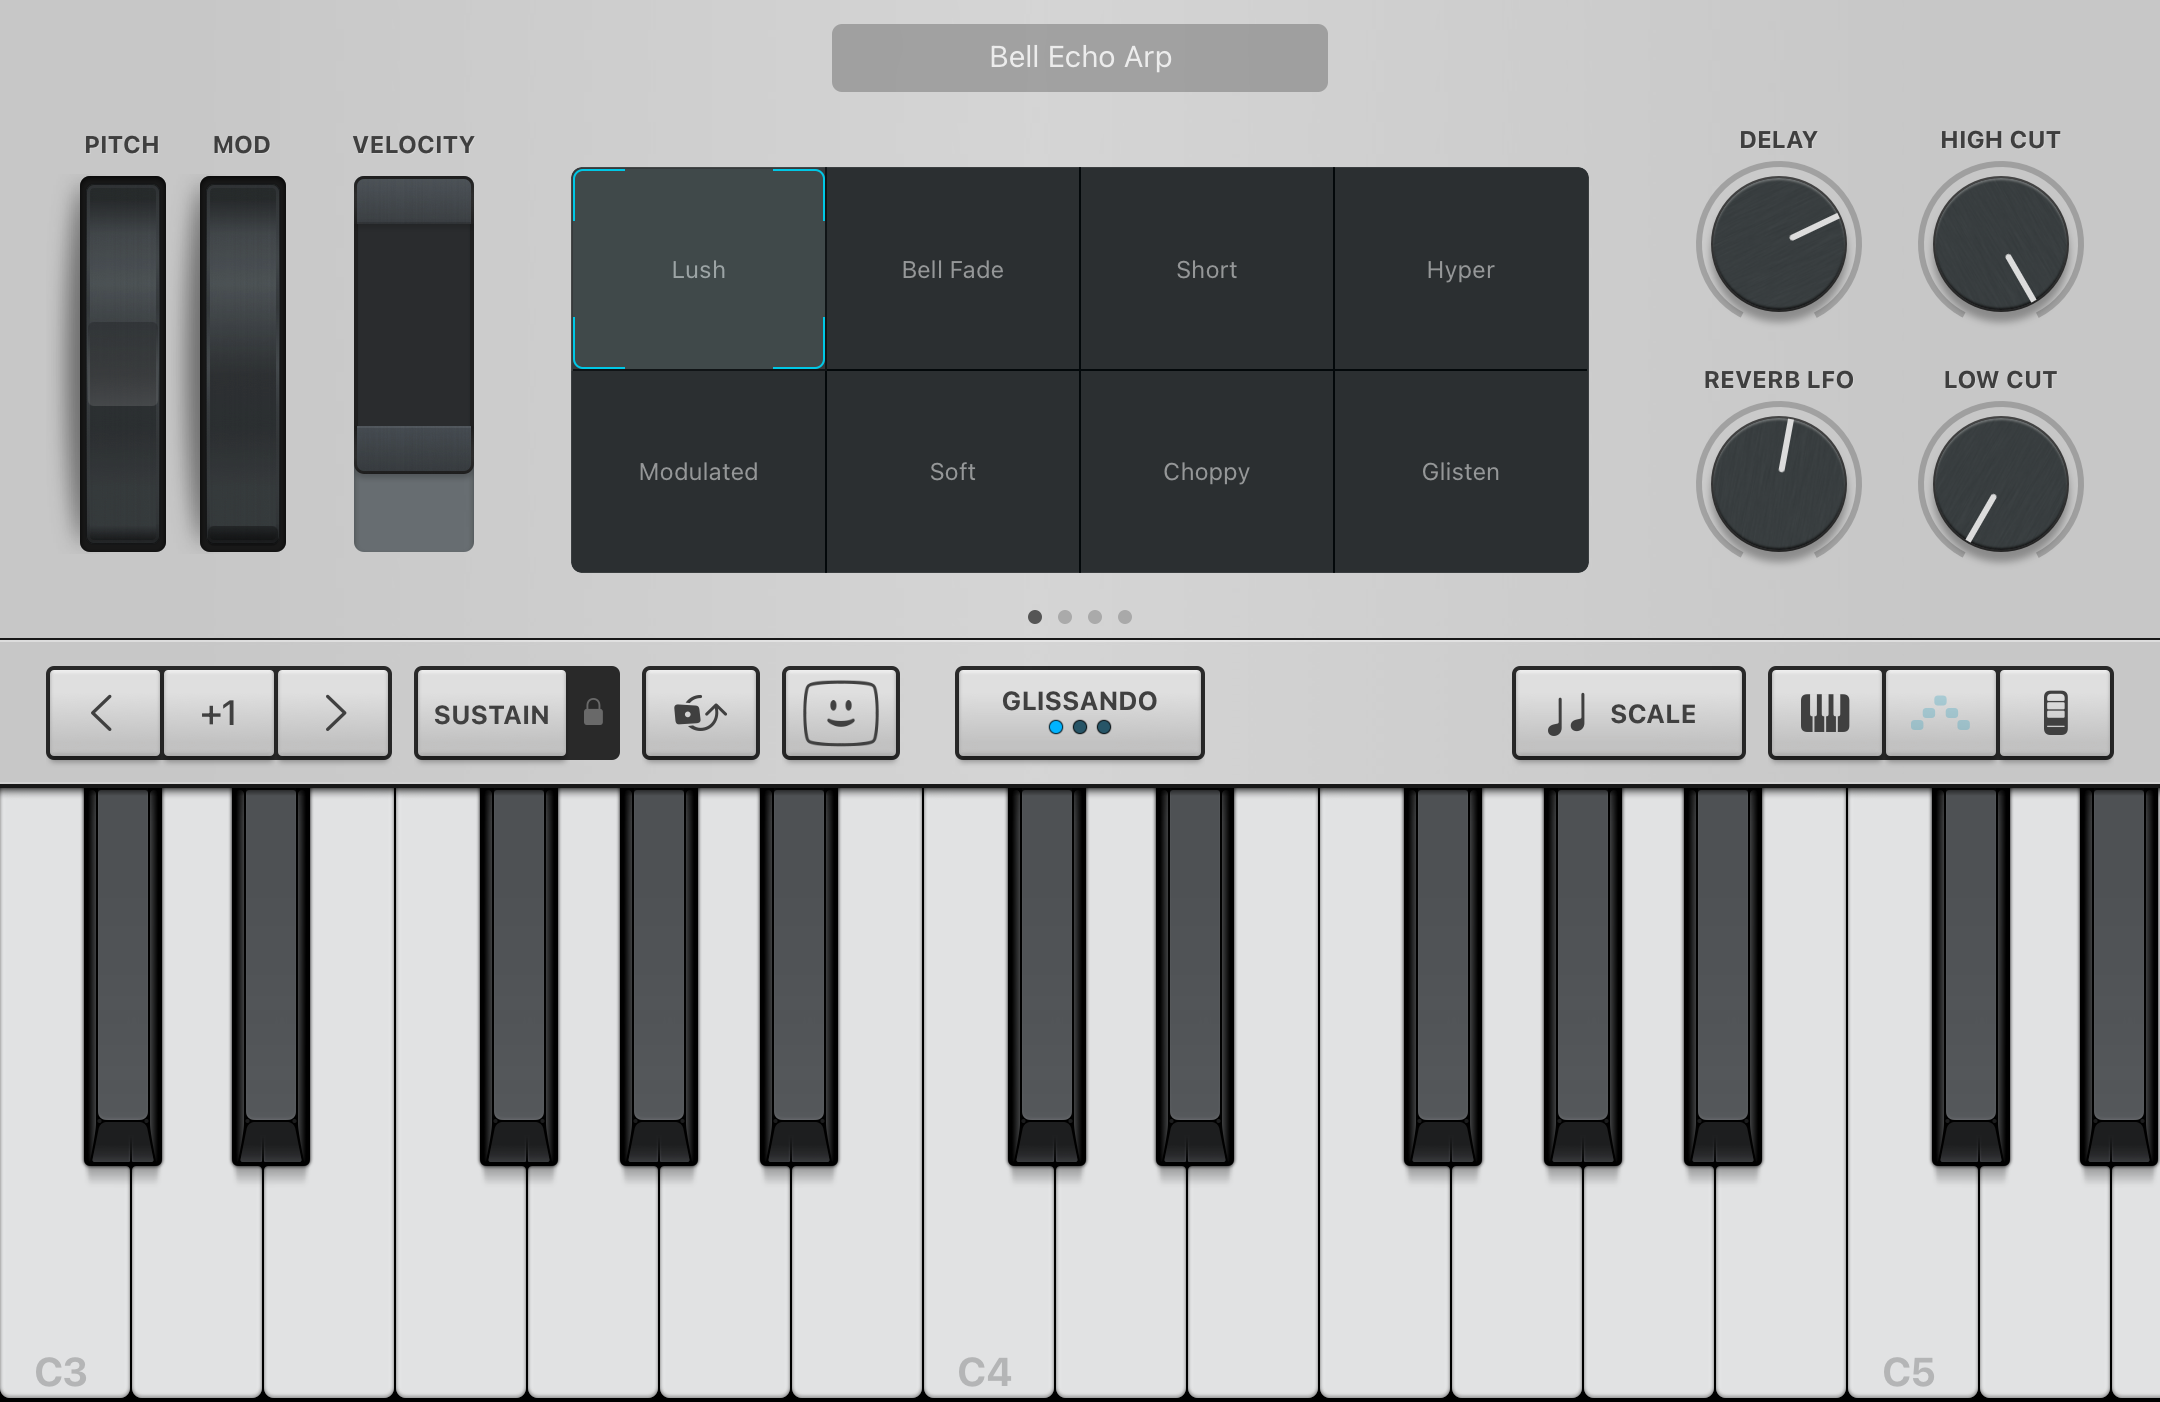 Bell Echo Arp
PITCH
MOD
VELOCITY
DELAY
HIGH CUT
Lush
Bell Fade
Short
Hyper
REVERB LFO
LOW CUT
Modulated
Soft
Choppy
Glisten
+1
SUSTAIN
GLISSANDO
SCALE
C3
C4
C5